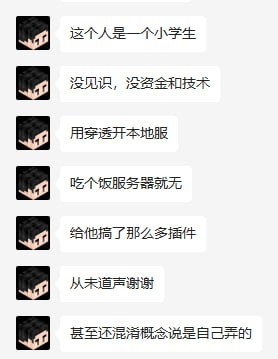 这个人是一个小学生
没见识，没资金和技术
用穿透开本地服
吃个饭服务器就无
给他搞了那么多插件
从未道声谢谢
甚至还混淆概念说是自己弄的